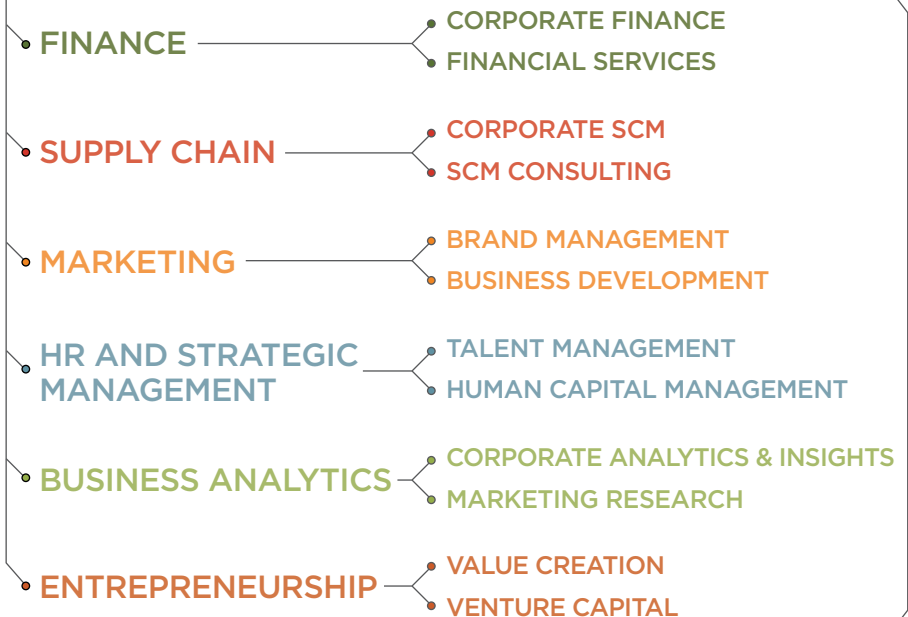 FINANCE
CORPORATE FINANCE
FINANCIAL SERVICES
SUPPLY CHAIN
CORPORATE SCM
SCM CONSULTING
MARKETING
BRAND MANAGEMENT
BUSINESS DEVELOPMENT
HR AND STRATEGIC
MANAGEMENT
TALENT MANAGEMENT
HUMAN CAPITAL MANAGEMENT
BUSINESS ANALYTICS
CORPORATE ANALYTICS & INSIGHTS
MARKETING RESEARCH
ENTREPRENEURSHIP
VALUE CREATION
VENTURE CAPITAL